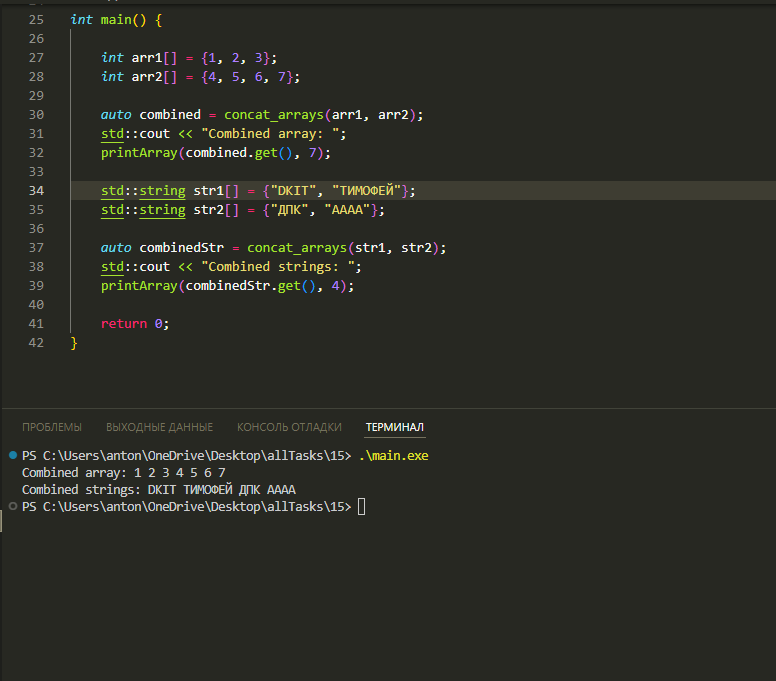 25 int main() {
26
27 int arr1[] = {1, 2, 3};
28 int arr2[] = {4, 5, 6, 7};
29
30 auto combined = concat_arrays(arr1, arr2);
31 std::cout << "Combined array: ";
32 printArray(combined.get(), 7);
33
34 std::string str1[] = {"DKIT", "ТИМОФЕЙ"};
35 std::string str2[] = {"ДПК", "АААА"};
36
37 auto combinedStr = concat_arrays(str1, str2);
38 std::cout << "Combined strings: ";
39 printArray(combinedStr.get(), 4);
40
41 return 0;
42 }
ПРОБЛЕМЫ ВЫХОДНЫЕ ДАННЫЕ КОНСОЛЬ ОТЛАДКИ ТЕРМИНАЛ
PS C:\Users\anton\OneDrive\Desktop\allTasks\15> .\main.exe
Combined array: 1 2 3 4 5 6 7
Combined strings: DKIT ТИМОФЕЙ ДПК АААА
PS C:\Users\anton\OneDrive\Desktop\allTasks\15>